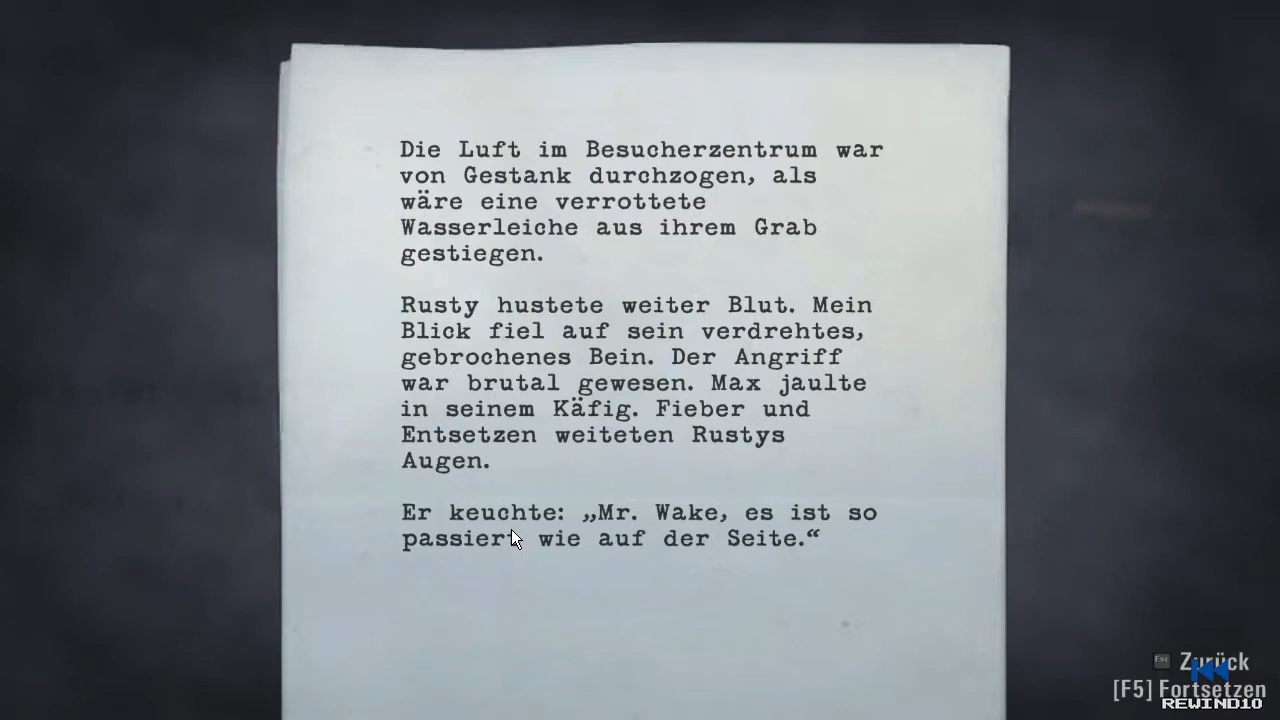 Die Luft im Besucherzentrum war
von Gestank durchzogen, als
wäre eine verrottete
Wasserleiche aus ihrem Grab
gestiegen.
Rusty hustete weiter Blut. Mein
Blick fiel auf sein verdrehtes,
gebrochenes Bein. Der Angriff
war brutal gewesen. Max jaulte
in seinem Käfig. Fieber und
Entsetzen weiteten Rustys
Augen.
Er keuchte: „Mr. Wake, es ist so
passiert wie auf der Seite.“
Esc Zurück
[F5] Fortsetzen
REWIND10